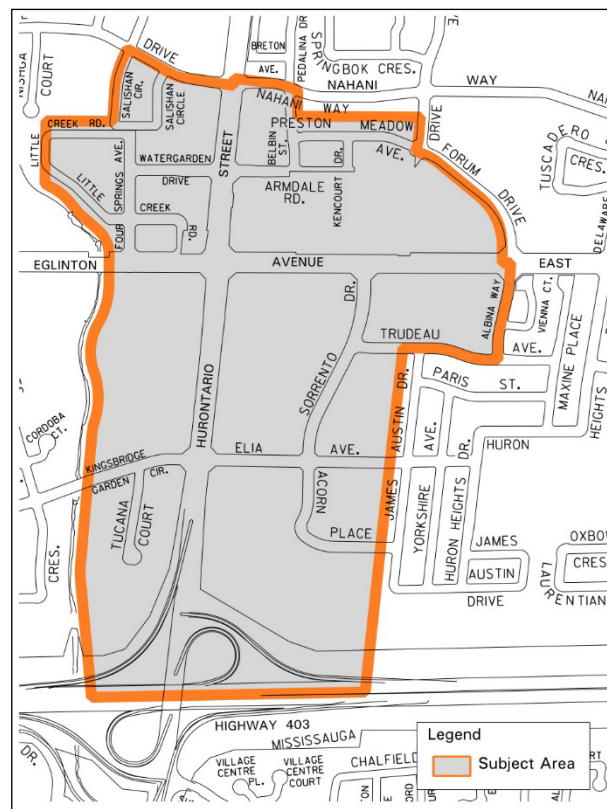 NISHGA
COURT
DRIVE
BRETON
AVE.
PEDALINA DR.
SPRINGBOK CRES.
NAHANI
WAY
NAHANI WAY
SALISHAN
CIR.
SALISHAN
CIRCLE
LITTLE
CREEK RD.
STREET
PRESTON
MEADOW
AVE.
DRIVE
FORUM
DRIVE
TUSCADERO
CRES.
DELAWARE
BELBIN
ST.
WATERGARDEN
DRIVE
LITTLE
CREEK
RD.
SPRINGS AVE.
FOUR
ARMDALE
RD.
KENCOURT
DR.
EGLINTON
AVENUE
EAST
ALBINA WAY
VIENNA CT.
TRUDEAU
AVE.
MAXINE PLACE
SORRENTO
DR.
PARIS
ST.
HURONTARIO
HEIGHTS
HURON
CORDOBA
CT.
KINGSBRIDGE
GARDEN
CIR.
ELIA
AVE.
JAMES
AUSTIN
DR.
YORKSHIRE
AVE.
HURON HEIGHTS
DR.
TUCANA
COURT
ACORN
PLACE
CRES.
JAMES
AUSTIN
DRIVE
OXBOW
CRES
LAURENTIAN
HIGHWAY 403
MISSISSAUGA
DR.
VILLAGE
CENTRE
PL.
VILLAGE
CENTRE
COURT
CHALFIELD
Legend
Subject Area